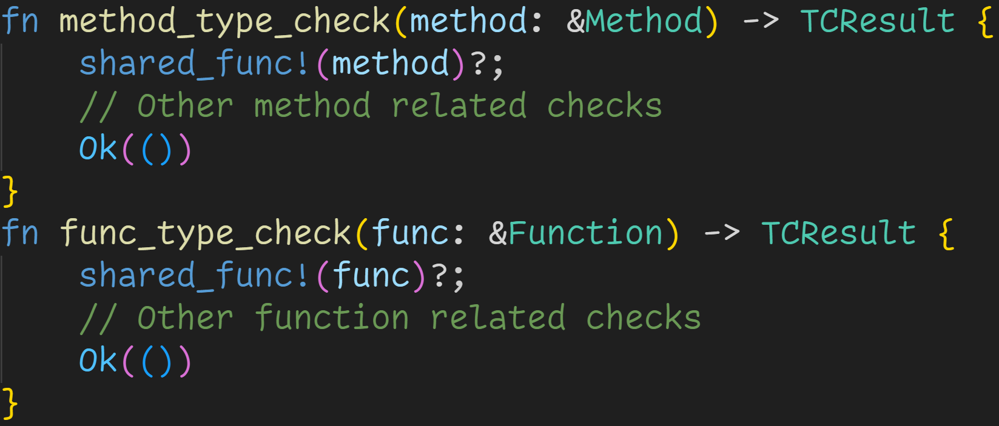 fn method_type_check(method: &Method) -> TCResult {
    shared_func!(method)?;
    // Other method related checks
    Ok(())
}
fn func_type_check(func: &Function) -> TCResult {
    shared_func!(func)?;
    // Other function related checks
    Ok(())
}